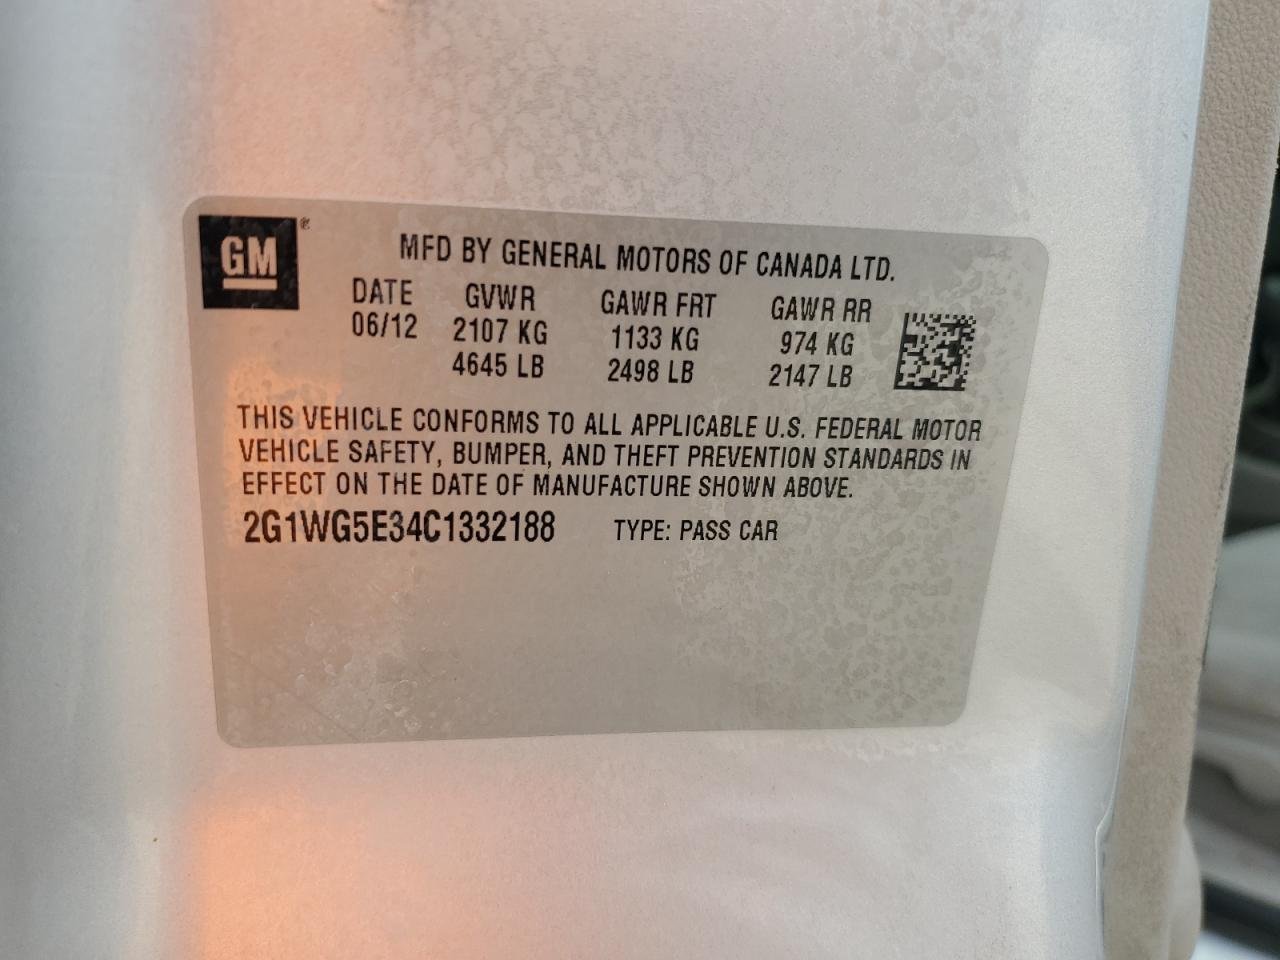 GM ®
MFD BY GENERAL MOTORS OF CANADA LTD.
DATE GVWR GAWR FRT GAWR RR
06/12 2107 KG 1133 KG 974 KG
4645 LB 2498 LB 2147 LB
THIS VEHICLE CONFORMS TO ALL APPLICABLE U.S. FEDERAL MOTOR
VEHICLE SAFETY, BUMPER, AND THEFT PREVENTION STANDARDS IN
EFFECT ON THE DATE OF MANUFACTURE SHOWN ABOVE.
2G1WG5E34C1332188 TYPE: PASS CAR